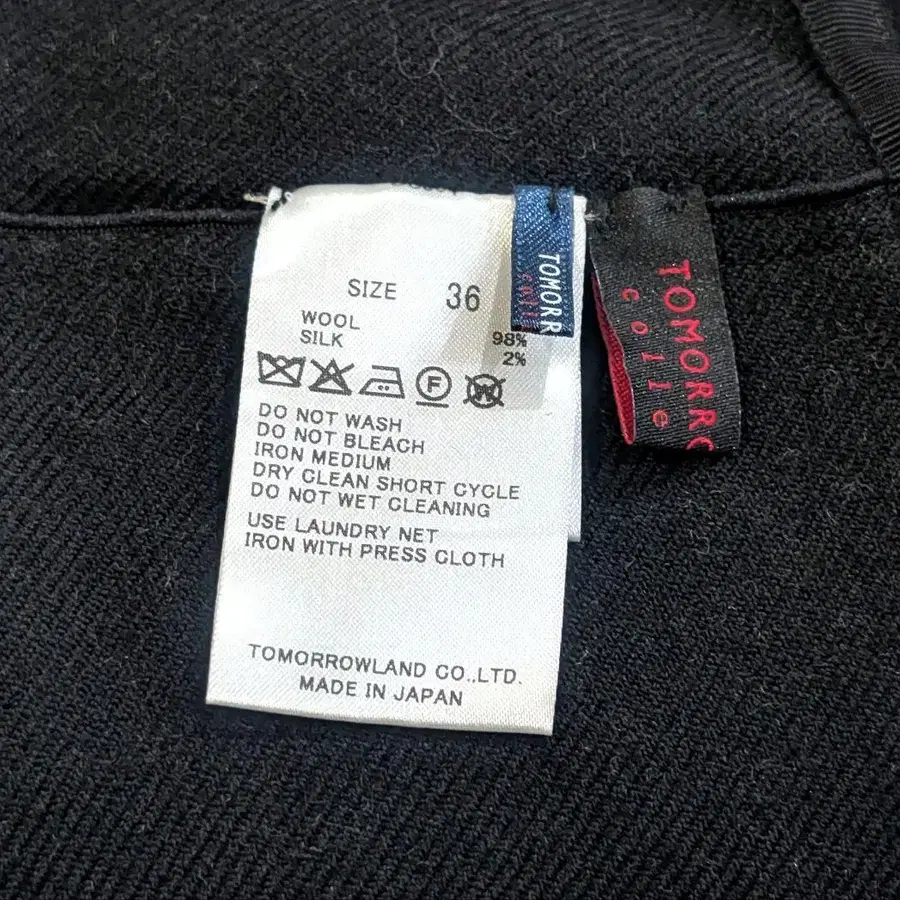 SIZE 36
WOOL 98%
SILK 2%
F
W
DO NOT WASH
DO NOT BLEACH
IRON MEDIUM
DRY CLEAN SHORT CYCLE
DO NOT WET CLEANING
USE LAUNDRY NET
IRON WITH PRESS CLOTH
TOMORROWLAND CO.,LTD.
MADE IN JAPAN
TOMORR
TOMORRO
colle